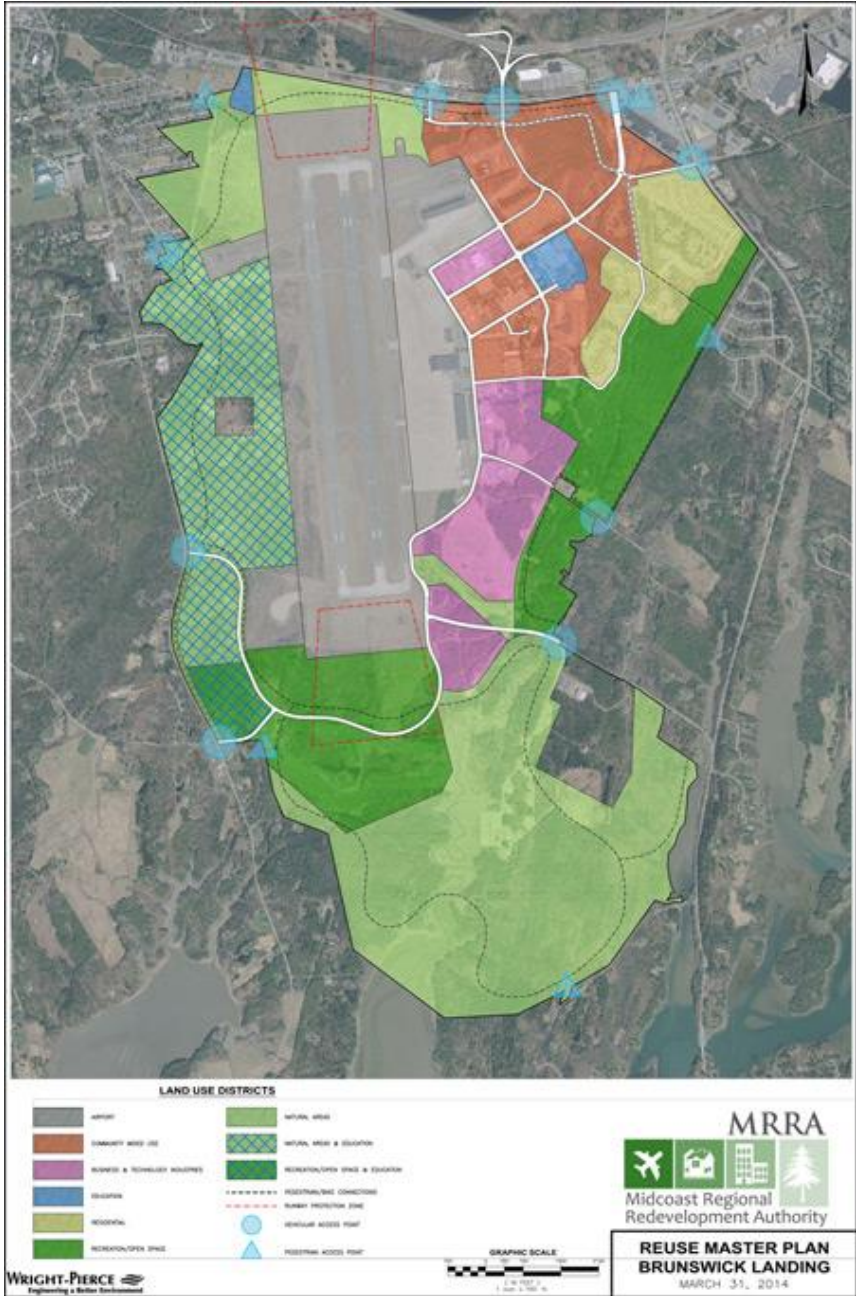 LAND USE DISTRICTS
AIRPORT
COMMUNITY MIXED USE
BUSINESS & TECHNOLOGY INDUSTRIES
EDUCATION
RESIDENTIAL
RECREATION/OPEN SPACE
NATURAL AREAS
NATURAL AREAS & EDUCATION
RECREATION/OPEN SPACE & EDUCATION
PEDESTRIAN/BIKE CONNECTIONS
RUNWAY PROTECTION ZONE
VEHICULAR ACCESS POINT
PEDESTRIAN ACCESS POINT
GRAPHIC SCALE
WRIGHT-PIERCE
Engineering a Better Environment
MRRA
Midcoast Regional
Redevelopment Authority
REUSE MASTER PLAN
BRUNSWICK LANDING
MARCH 31, 2014